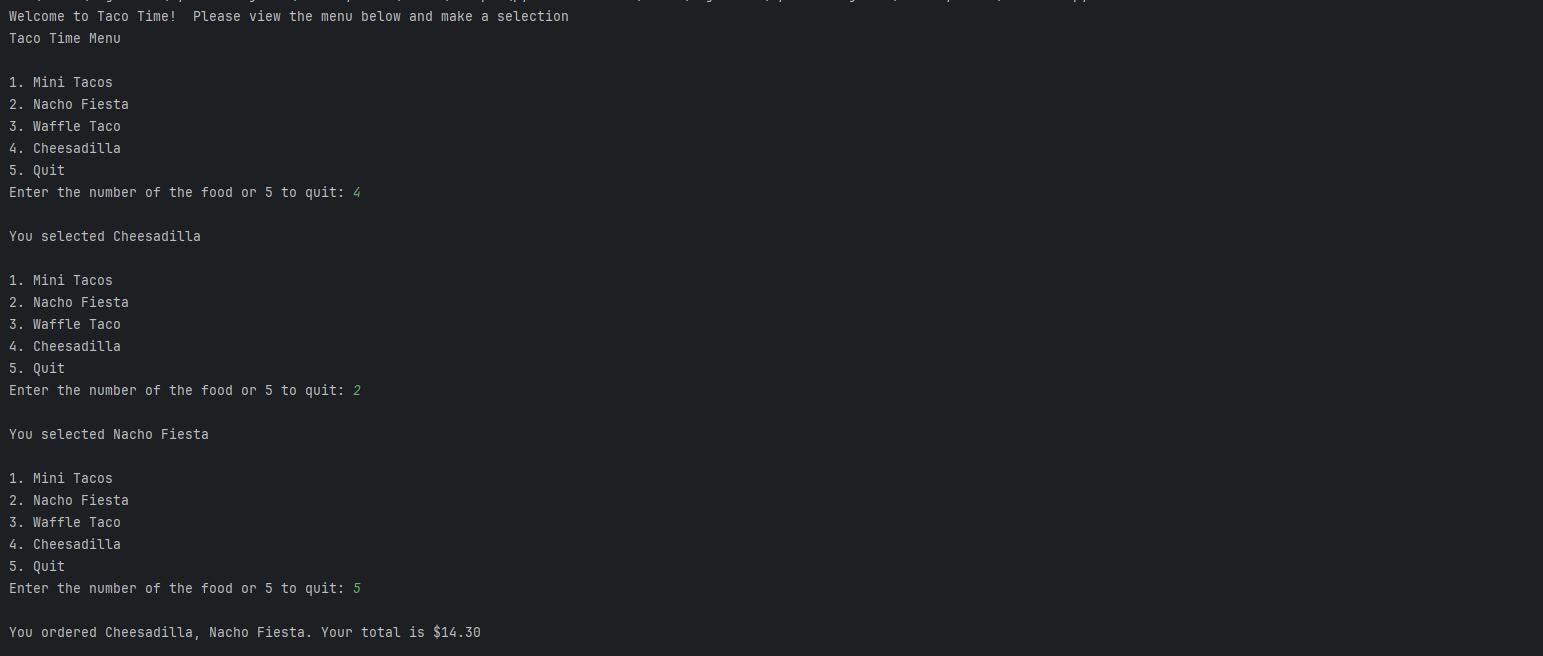 Welcome to Taco Time!  Please view the menu below and make a selection
Taco Time Menu
1. Mini Tacos
2. Nacho Fiesta
3. Waffle Taco
4. Cheesadilla
5. Quit
Enter the number of the food or 5 to quit: 4
You selected Cheesadilla
1. Mini Tacos
2. Nacho Fiesta
3. Waffle Taco
4. Cheesadilla
5. Quit
Enter the number of the food or 5 to quit: 2
You selected Nacho Fiesta
1. Mini Tacos
2. Nacho Fiesta
3. Waffle Taco
4. Cheesadilla
5. Quit
Enter the number of the food or 5 to quit: 5
You ordered Cheesadilla, Nacho Fiesta. Your total is $14.30